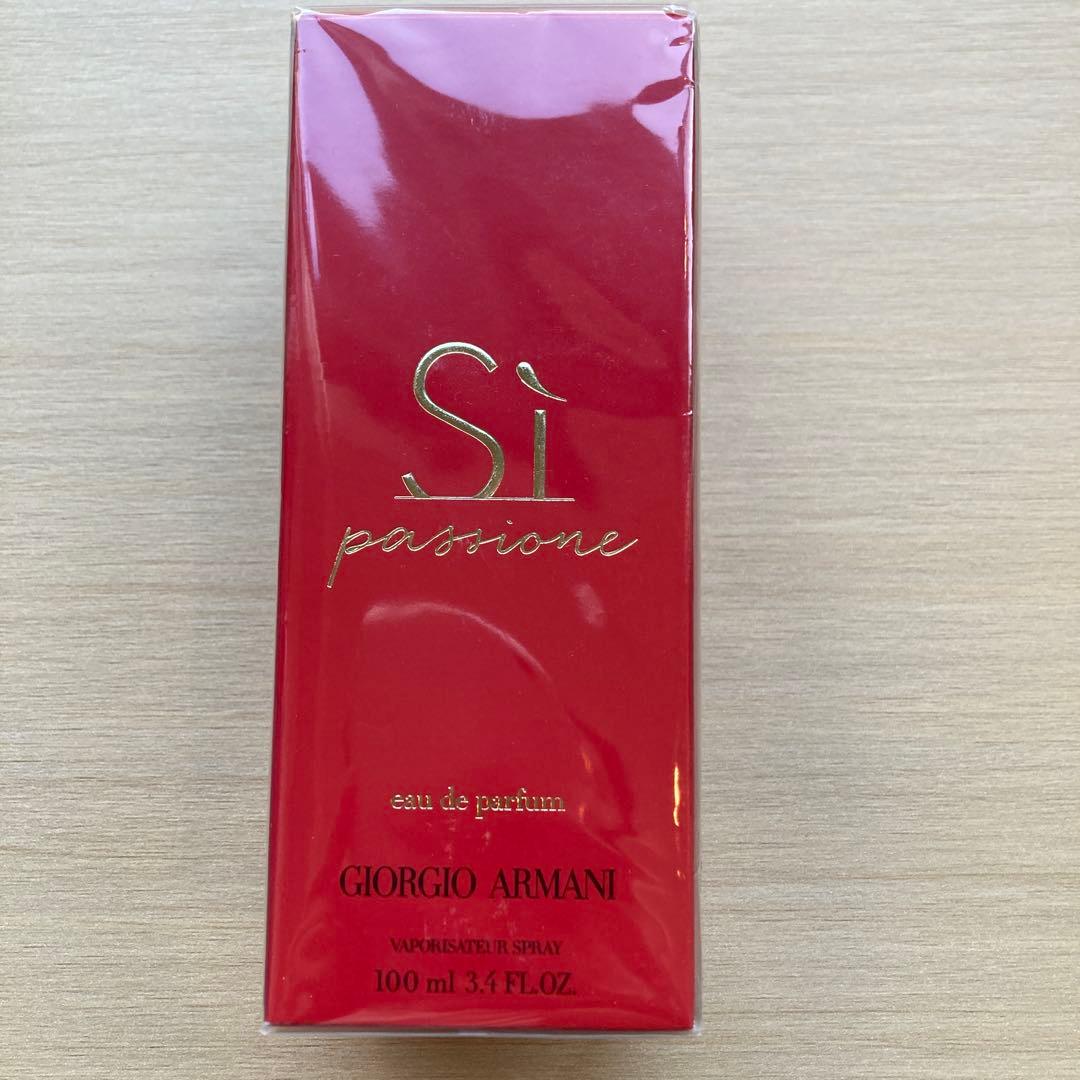 Sì
passione
eau de parfum
GIORGIO ARMANI
VAPORISATEUR SPRAY
100 ml 3.4 FL.OZ.